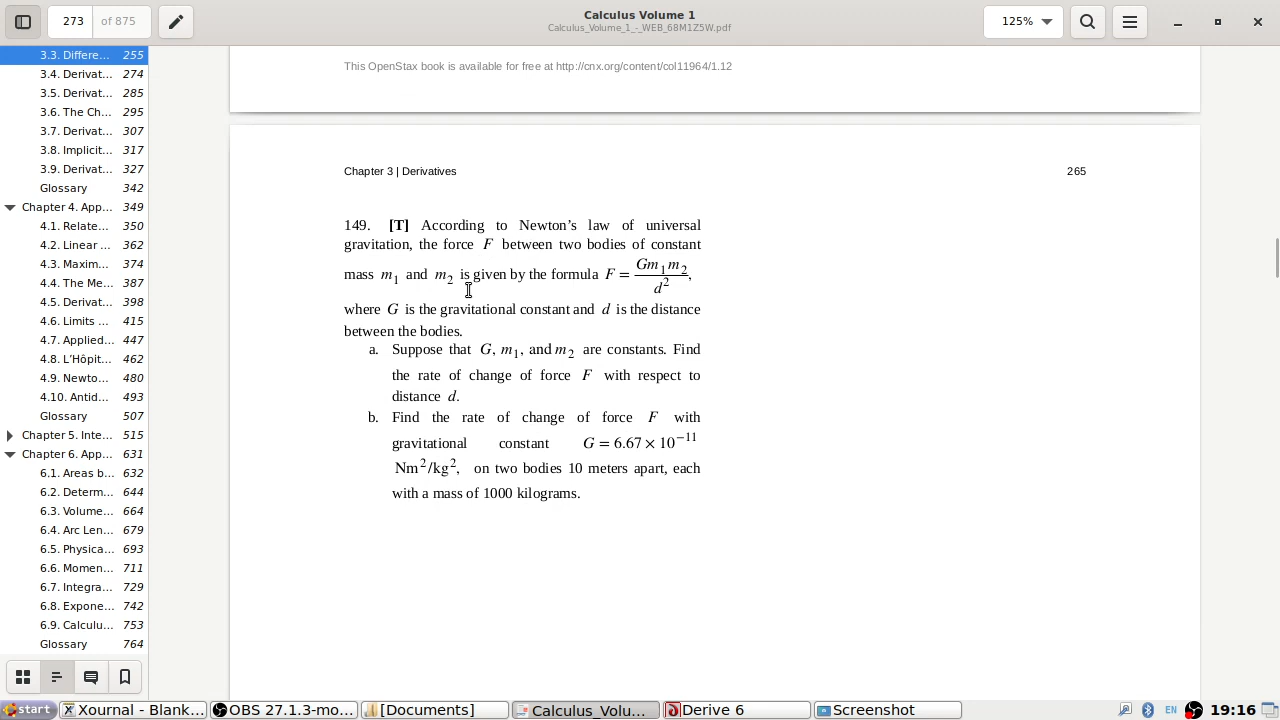 273 of 875
Calculus Volume 1
Calculus_Volume_1_-_WEB_68M1Z5W.pdf
125%
3.3. Differe... 255
3.4. Derivat... 274
3.5. Derivat... 285
3.6. The Ch... 295
3.7. Derivat... 307
3.8. Implicit... 317
3.9. Derivat... 327
Glossary 342
Chapter 4. App... 349
4.1. Relate... 350
4.2. Linear ... 362
4.3. Maxim... 374
4.4. The Me... 387
4.5. Derivat... 398
4.6. Limits ... 415
4.7. Applied... 447
4.8. L’Hôpit... 462
4.9. Newto... 480
4.10. Antid... 493
Glossary 507
Chapter 5. Inte... 515
Chapter 6. App... 631
6.1. Areas b... 632
6.2. Determ... 644
6.3. Volume... 664
6.4. Arc Len... 679
6.5. Physica... 693
6.6. Momen... 711
6.7. Integra... 729
6.8. Expone... 742
6.9. Calculu... 753
Glossary 764
This OpenStax book is available for free at http://cnx.org/content/col11964/1.12
Chapter 3 | Derivatives 265
149. [T] According to Newton’s law of universal
gravitation, the force F between two bodies of constant
mass m₁ and m₂ is given by the formula F = Gm₁m₂/d²,
where G is the gravitational constant and d is the distance
between the bodies.
a. Suppose that G, m₁, and m₂ are constants. Find
the rate of change of force F with respect to
distance d.
b. Find the rate of change of force F with
gravitational constant G = 6.67 × 10⁻¹¹
Nm²/kg², on two bodies 10 meters apart, each
with a mass of 1000 kilograms.
start Xournal - Blank... OBS 27.1.3-mo... [Documents] Calculus_Volu... Derive 6 Screenshot EN 19:16